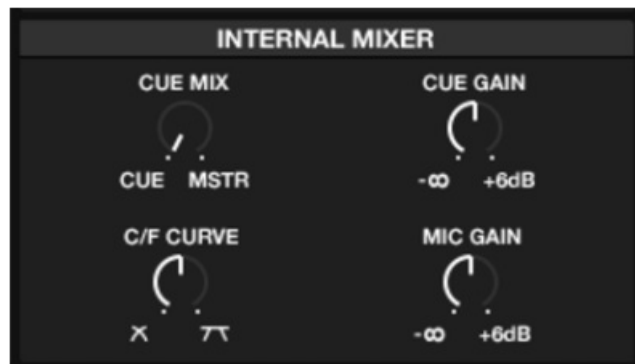 INTERNAL MIXER
CUE MIX CUE GAIN
CUE MSTR -∞ +6dB
C/F CURVE MIC GAIN
-∞ +6dB